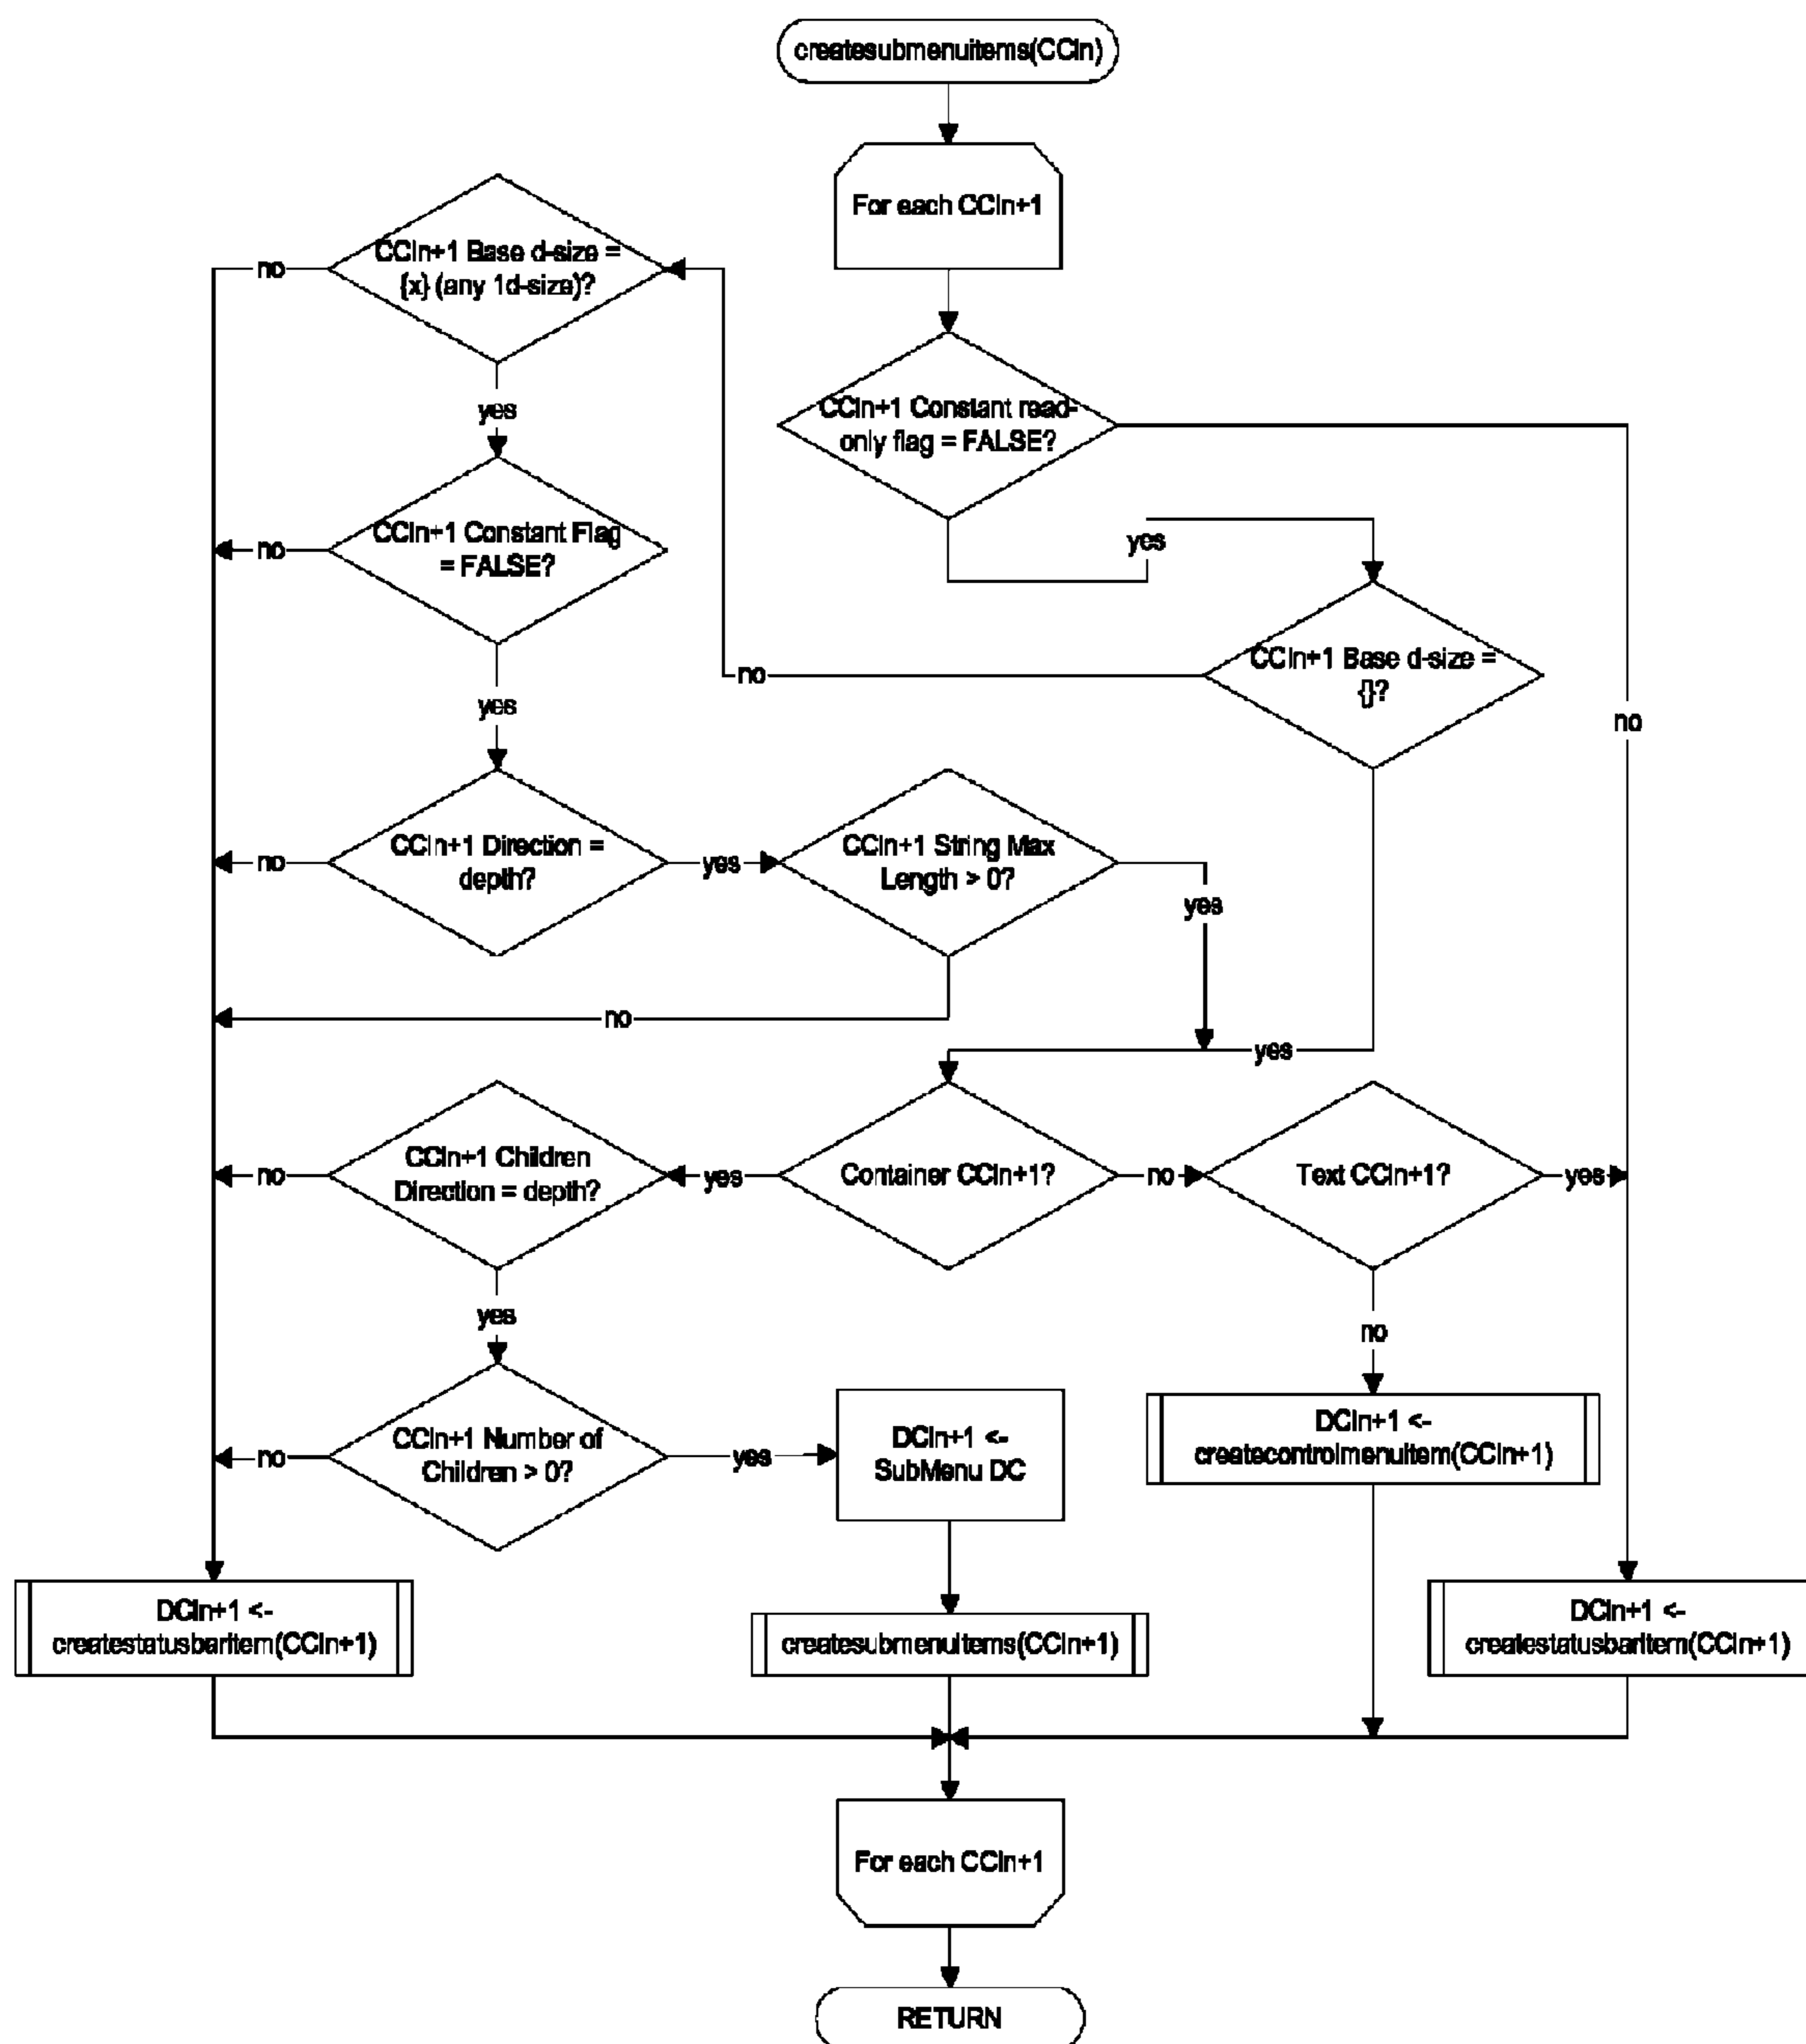 createsubmenuitems(CCIn)
For each CCIn+1
CCIn+1 Base d-size =
{x} (any 1d-size)?
no
yes
CCIn+1 Constant read-
only flag = FALSE?
CCIn+1 Constant Flag
= FALSE?
no
yes
yes
CCIn+1 Base d-size =
{}?
no
no
CCIn+1 Direction =
depth?
no
yes
CCIn+1 String Max
Length > 0?
yes
no
yes
CCIn+1 Children
Direction = depth?
no
yes
Container CCIn+1?
no
Text CCIn+1?
yes
yes
no
CCIn+1 Number of
Children > 0?
no
yes
DCIn+1 <-
SubMenu DC
DCIn+1 <-
createcontrolmenuitem(CCIn+1)
DCIn+1 <-
createstatusbaritem(CCIn+1)
createsubmenuitems(CCIn+1)
DCIn+1 <-
createstatusbaritem(CCIn+1)
For each CCIn+1
RETURN